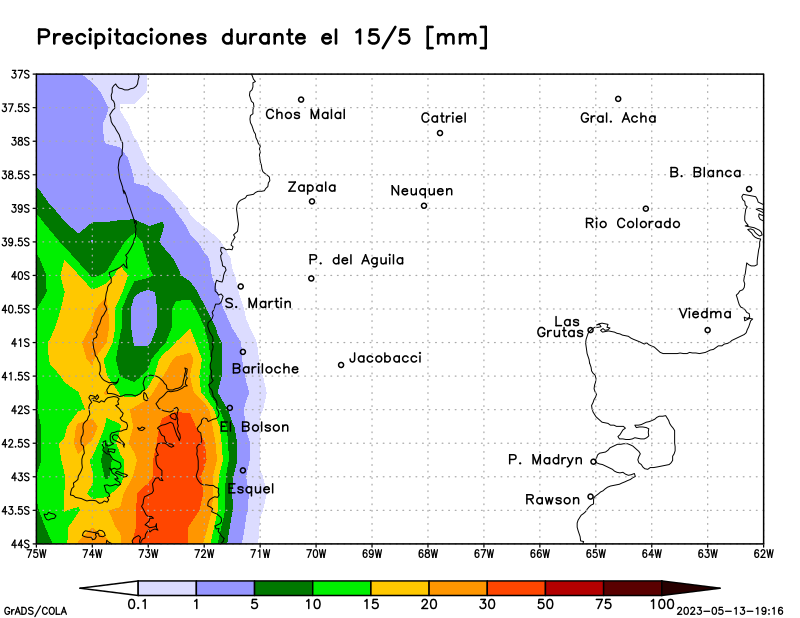 Precipitaciones durante el 15/5 [mm]
37S
37.5S
38S
38.5S
39S
39.5S
40S
40.5S
41S
41.5S
42S
42.5S
43S
43.5S
44S
Chos Malal
Catriel
Gral. Acha
B. Blanca
Zapala
Neuquen
Rio Colorado
P. del Aguila
S. Martin
Viedma
Las
Grutas
Bariloche
Jacobacci
El Bolson
P. Madryn
Esquel
Rawson
75W 74W 73W 72W 71W 70W 69W 68W 67W 66W 65W 64W 63W 62W
0.1 1 5 10 15 20 30 50 75 100
GrADS/COLA
2023-05-13-19:16